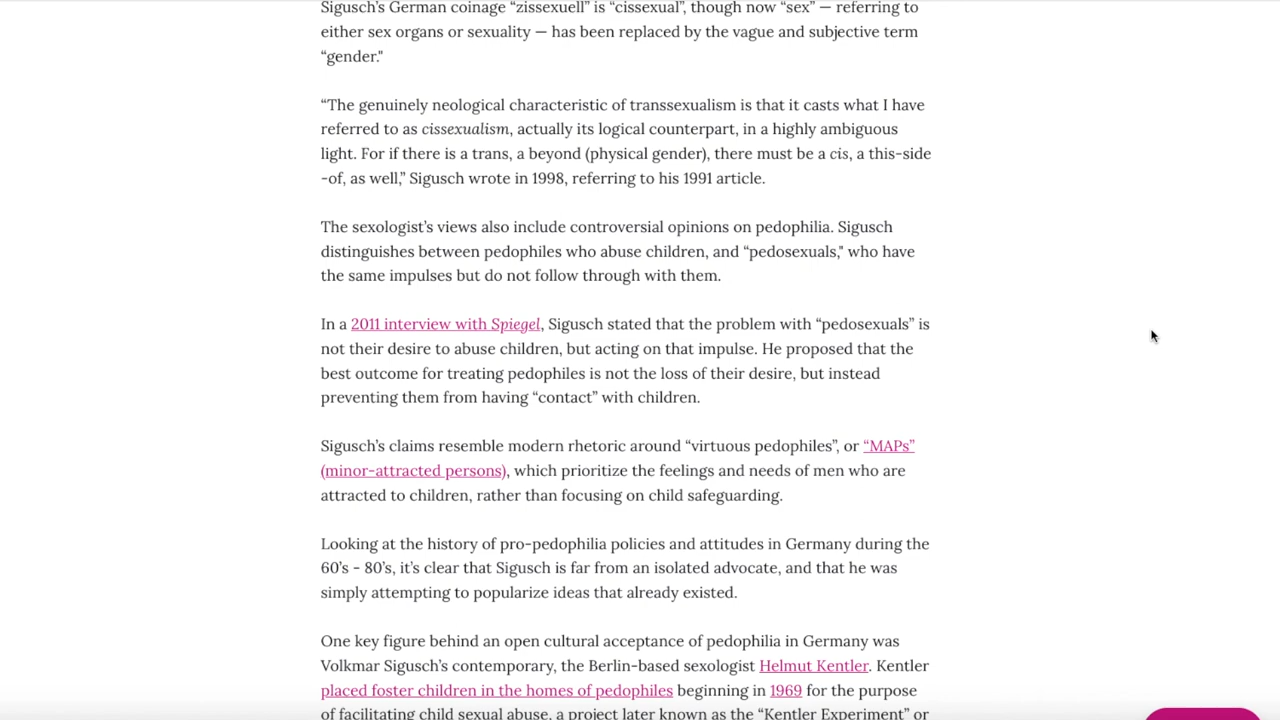 Sigusch’s German coinage “zissexuell” is “cissexual”, though now “sex” — referring to
either sex organs or sexuality — has been replaced by the vague and subjective term
“gender."
“The genuinely neological characteristic of transsexualism is that it casts what I have
referred to as cissexualism, actually its logical counterpart, in a highly ambiguous
light. For if there is a trans, a beyond (physical gender), there must be a cis, a this-side
-of, as well,” Sigusch wrote in 1998, referring to his 1991 article.
The sexologist’s views also include controversial opinions on pedophilia. Sigusch
distinguishes between pedophiles who abuse children, and “pedosexuals," who have
the same impulses but do not follow through with them.
In a 2011 interview with Spiegel, Sigusch stated that the problem with “pedosexuals” is
not their desire to abuse children, but acting on that impulse. He proposed that the
best outcome for treating pedophiles is not the loss of their desire, but instead
preventing them from having “contact” with children.
Sigusch’s claims resemble modern rhetoric around “virtuous pedophiles”, or “MAPs”
(minor-attracted persons), which prioritize the feelings and needs of men who are
attracted to children, rather than focusing on child safeguarding.
Looking at the history of pro-pedophilia policies and attitudes in Germany during the
60’s - 80’s, it’s clear that Sigusch is far from an isolated advocate, and that he was
simply attempting to popularize ideas that already existed.
One key figure behind an open cultural acceptance of pedophilia in Germany was
Volkmar Sigusch’s contemporary, the Berlin-based sexologist Helmut Kentler. Kentler
placed foster children in the homes of pedophiles beginning in 1969 for the purpose
of facilitating child sexual abuse, a project later known as the “Kentler Experiment” or